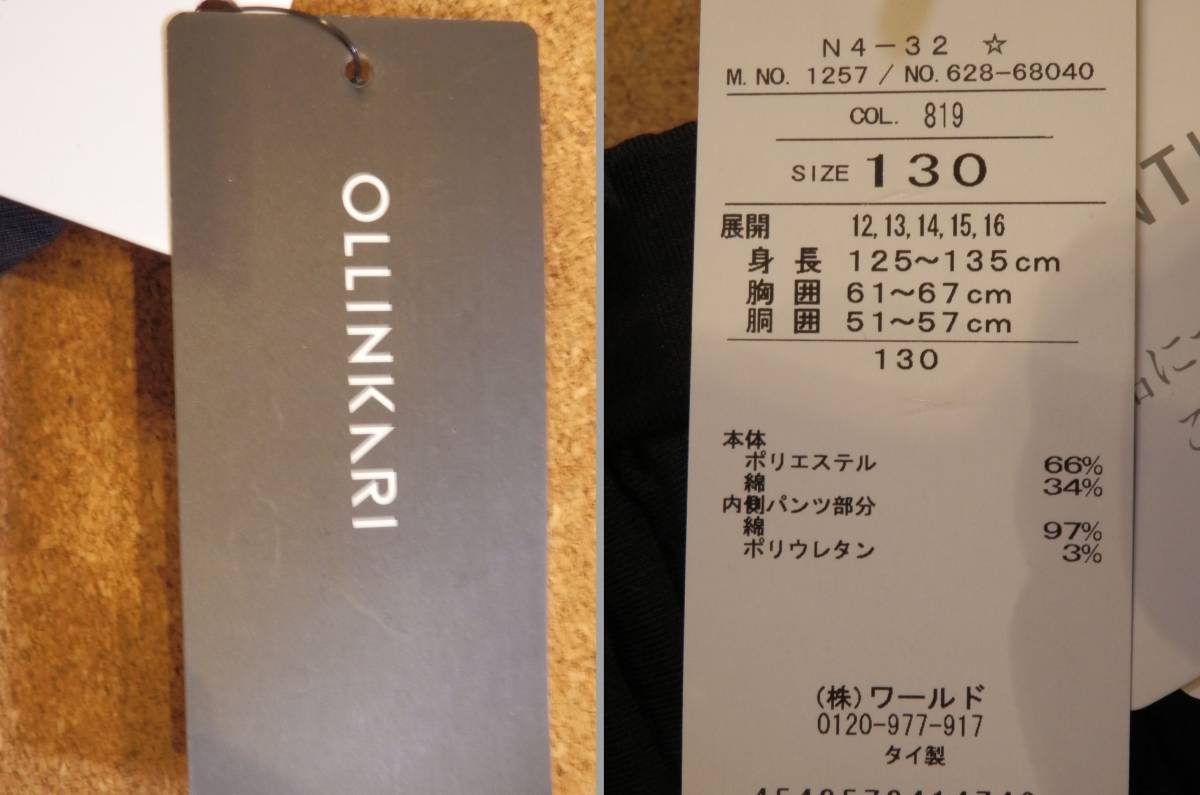 OLLINKARI
N4-32 ☆
M. NO. 1257 / NO. 628-68040
COL. 819
SIZE 130
展開 12, 13, 14, 15, 16
身長 125~135cm
胸囲 61~67cm
胴囲 51~57cm
130
本体
ポリエステル 66%
綿 34%
内側パンツ部分
綿 97%
ポリウレタン 3%
(株)ワールド
0120-977-917
タイ製